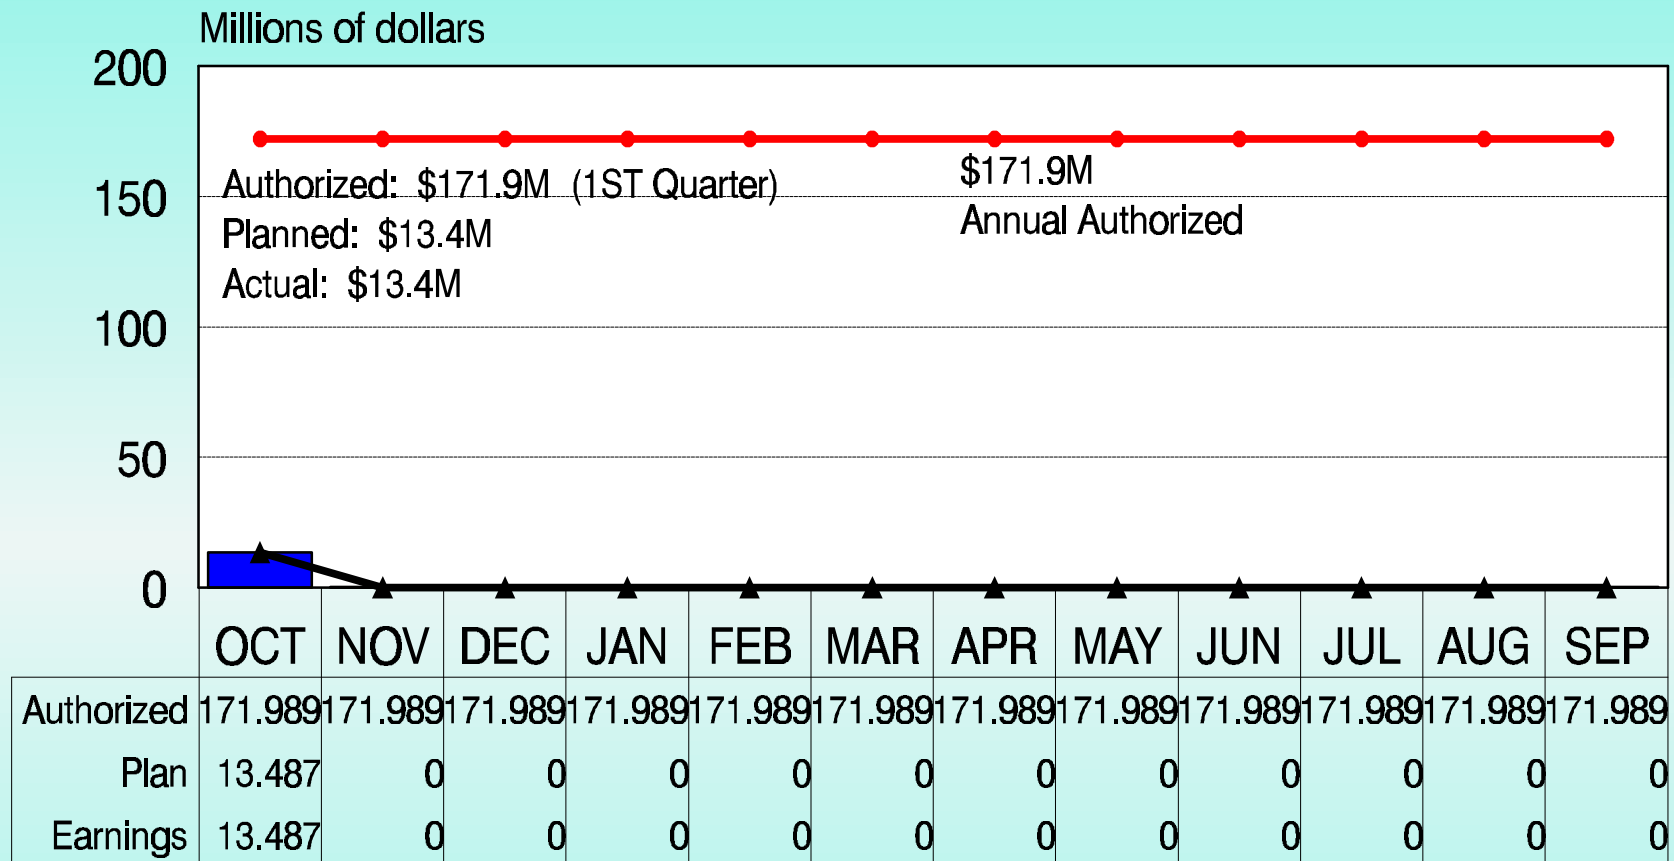 Millions of dollars
200
150
100
50
0
Authorized: $171.9M (1ST Quarter)
Planned: $13.4M
Actual: $13.4M
$171.9M
Annual Authorized
OCT NOV DEC JAN FEB MAR APR MAY JUN JUL AUG SEP
Authorized 171.989 171.989 171.989 171.989 171.989 171.989 171.989 171.989 171.989 171.989 171.989 171.989
Plan 13.487 0 0 0 0 0 0 0 0 0 0 0
Earnings 13.487 0 0 0 0 0 0 0 0 0 0 0